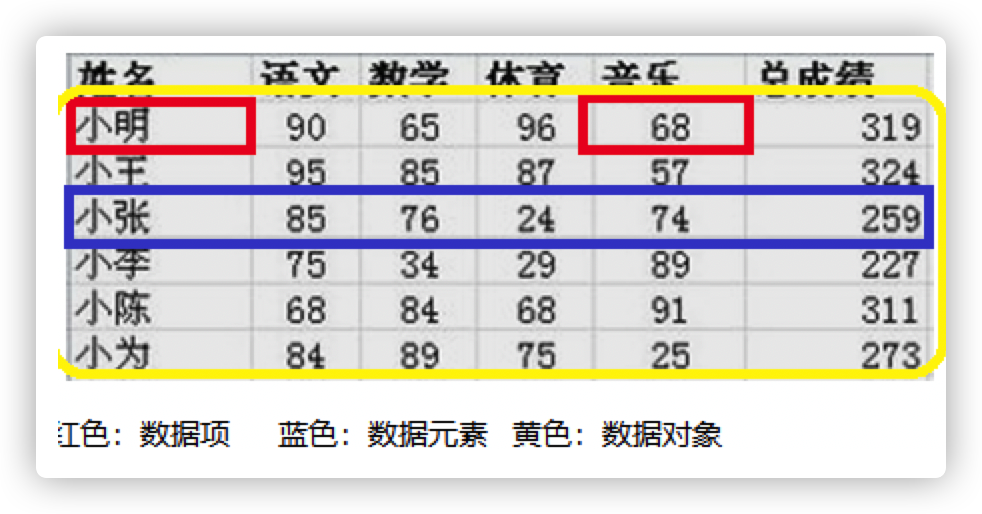 姓名 语文 数学 体育 音乐 总成绩
小明 90 65 96 68 319
小王 95 85 87 57 324
小张 85 76 24 74 259
小李 75 34 29 89 227
小陈 68 84 68 91 311
小为 84 89 75 25 273
红色：数据项 蓝色：数据元素 黄色：数据对象